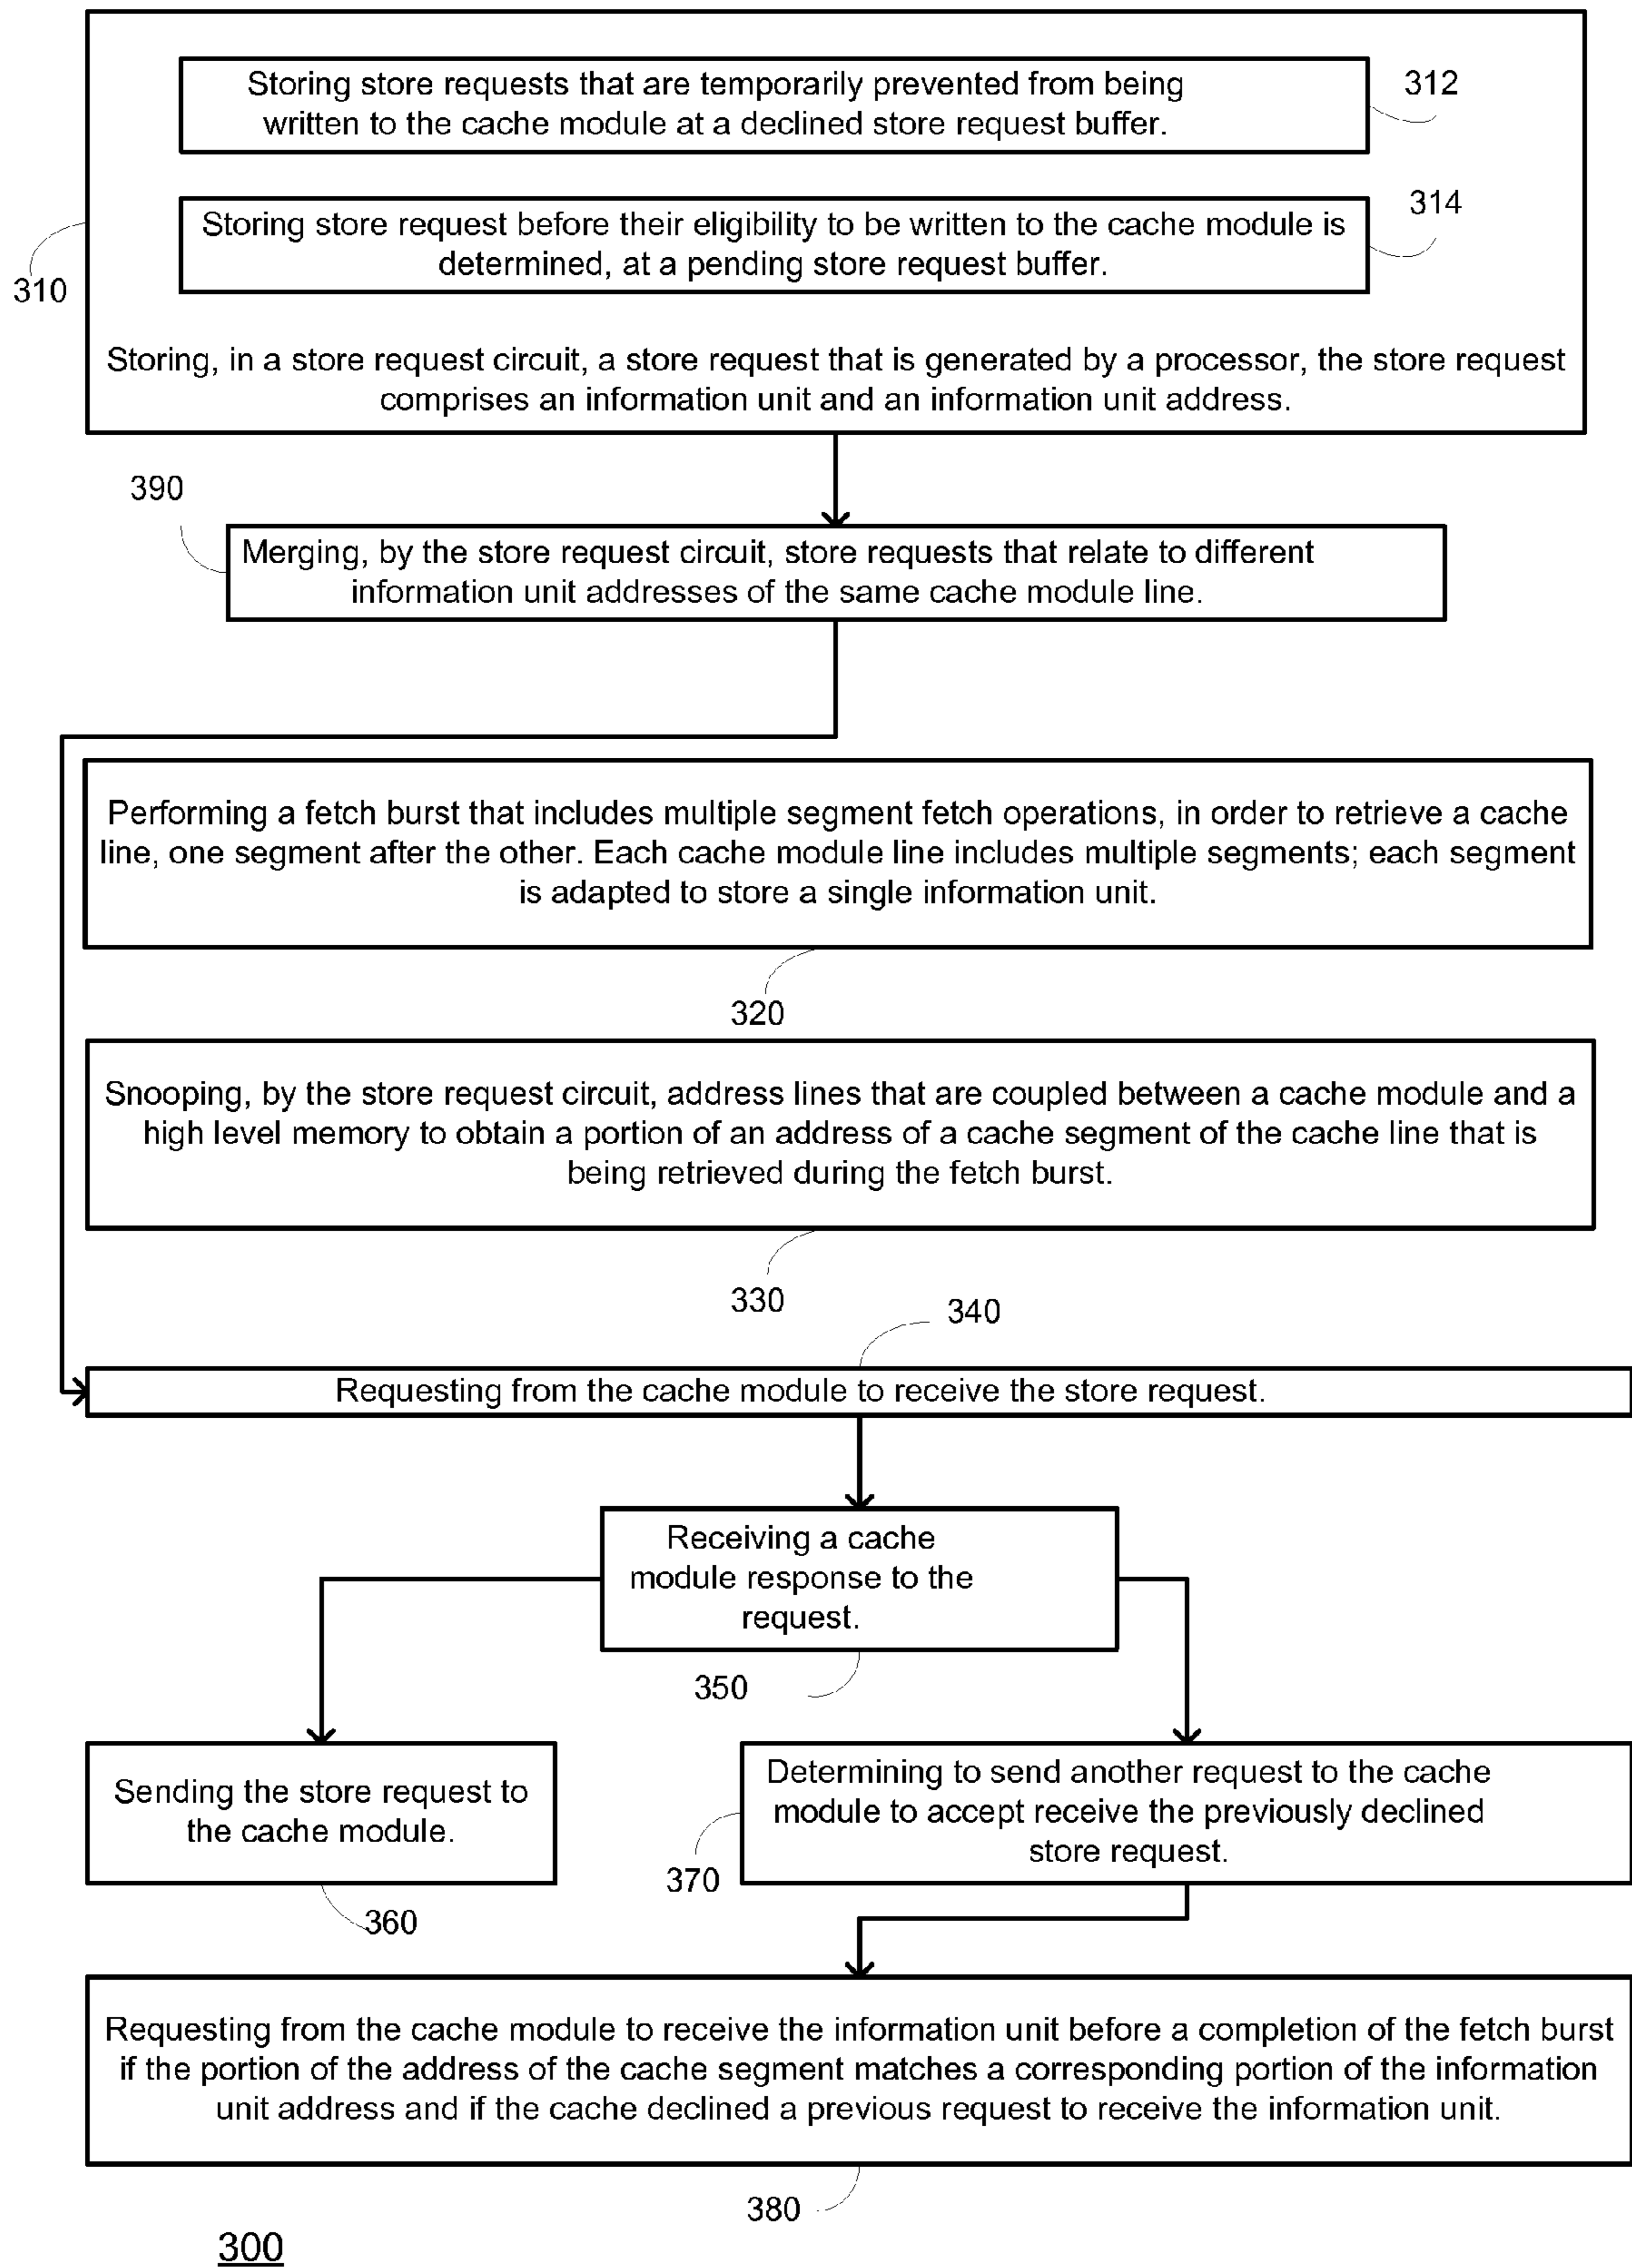 Storing store requests that are temporarily prevented from being
written to the cache module at a declined store request buffer.
312
Storing store request before their eligibility to be written to the cache module is
determined, at a pending store request buffer.
314
310
Storing, in a store request circuit, a store request that is generated by a processor, the store request
comprises an information unit and an information unit address.
390
Merging, by the store request circuit, store requests that relate to different
information unit addresses of the same cache module line.
Performing a fetch burst that includes multiple segment fetch operations, in order to retrieve a cache
line, one segment after the other. Each cache module line includes multiple segments; each segment
is adapted to store a single information unit.
320
Snooping, by the store request circuit, address lines that are coupled between a cache module and a
high level memory to obtain a portion of an address of a cache segment of the cache line that is
being retrieved during the fetch burst.
330
340
Requesting from the cache module to receive the store request.
Receiving a cache
module response to the
request.
350
Sending the store request to
the cache module.
360
Determining to send another request to the cache
module to accept receive the previously declined
store request.
370
Requesting from the cache module to receive the information unit before a completion of the fetch burst
if the portion of the address of the cache segment matches a corresponding portion of the information
unit address and if the cache declined a previous request to receive the information unit.
380
300